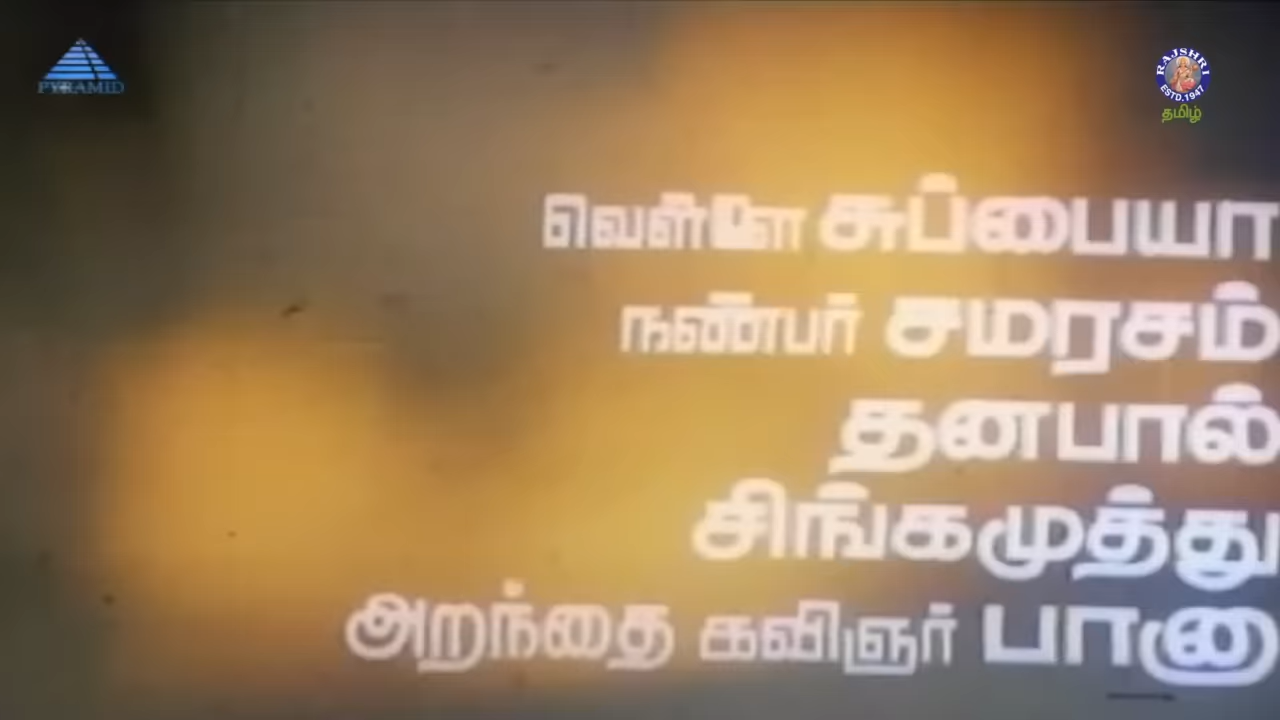 PYRAMID
RAJSHRI
ESTD.1947
தமிழ்
வெள்ளை சுப்பையா
நண்பர் சமரசம்
தனபால்
சிங்கமுத்து
அறந்தை கவிஞர் பானு